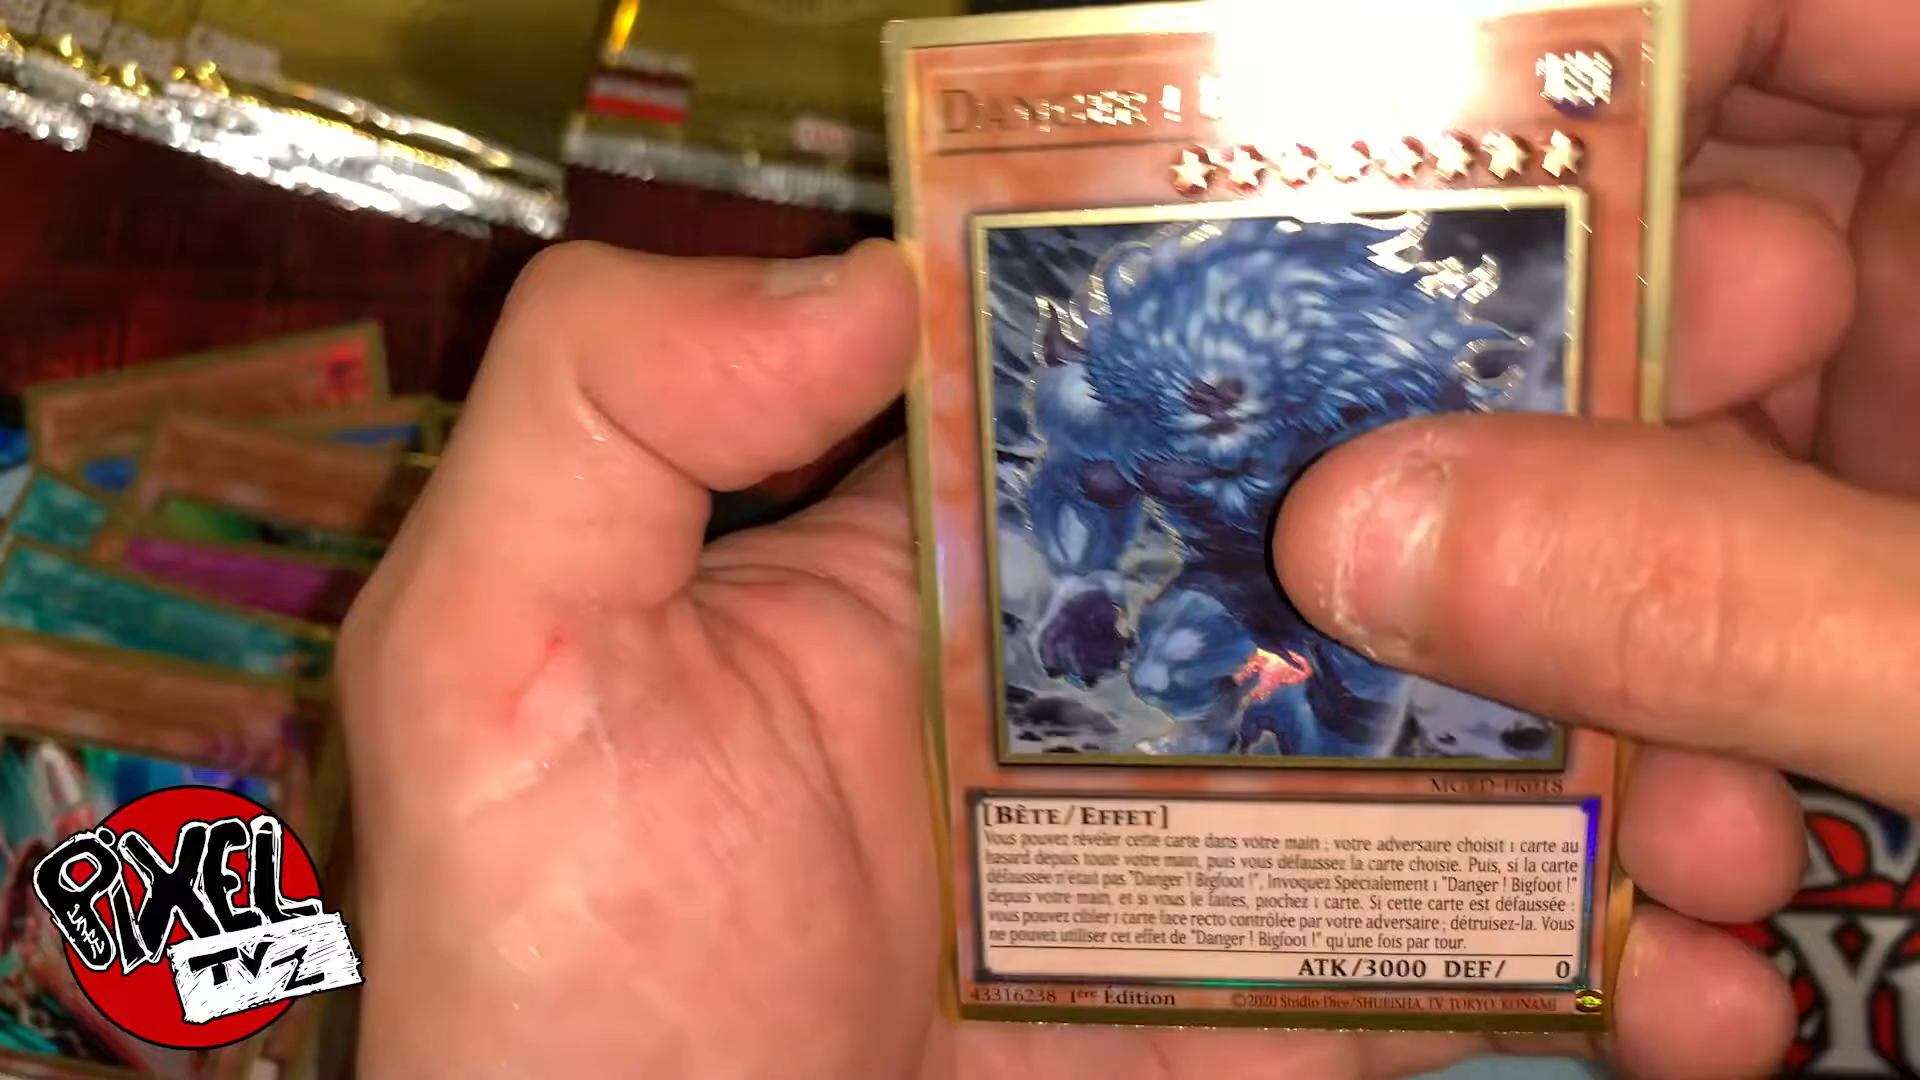 DANGER !
MGED-FR018
[BÊTE/EFFET]
Vous pouvez révéler cette carte dans votre main ; votre adversaire choisit 1 carte au
hasard depuis toute votre main, puis vous défaussez la carte choisie. Puis, si la carte
défaussée n'était pas "Danger ! Bigfoot !", Invoquez Spécialement 1 "Danger ! Bigfoot !"
depuis votre main, et si vous le faites, piochez 1 carte. Si cette carte est défaussée :
vous pouvez cibler 1 carte face recto contrôlée par votre adversaire ; détruisez-la. Vous
ne pouvez utiliser cet effet de "Danger ! Bigfoot !" qu'une fois par tour.
ATK/3000 DEF/ 0
43316238 1ère Édition ©2020 Studio Dice/SHUEISHA, TV TOKYO, KONAMI
PiXEL
TVZ